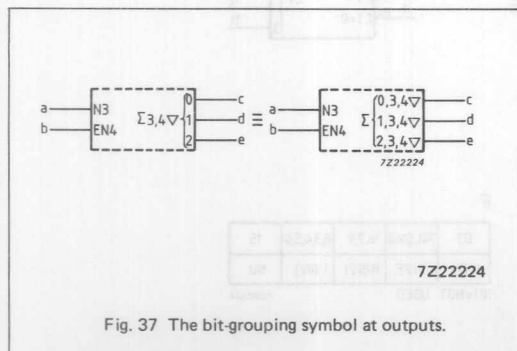 a N3 0 c a N3 0,3,4▽ c
b EN4 Σ3,4▽ 1 d ≡ b EN4 Σ 1,3,4▽ d
2 e 2,3,4▽ e
7Z22224
7Z22224
Fig. 37 The bit-grouping symbol at outputs.